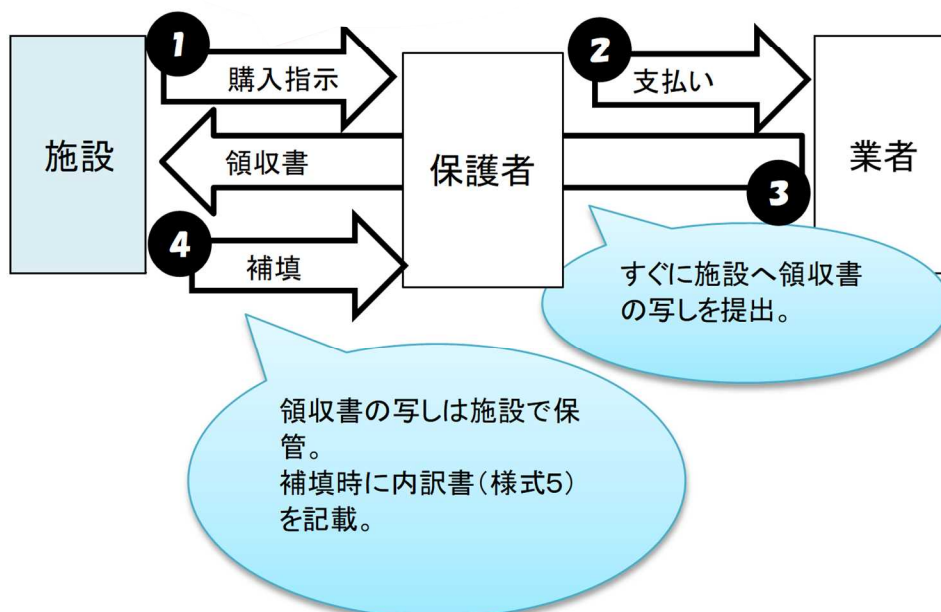 1
購入指示
2
支払い
施設
領収書
保護者
3
業者
4
補填
すぐに施設へ領収書
の写しを提出。
領収書の写しは施設で保
管。
補填時に内訳書(様式5)
を記載。